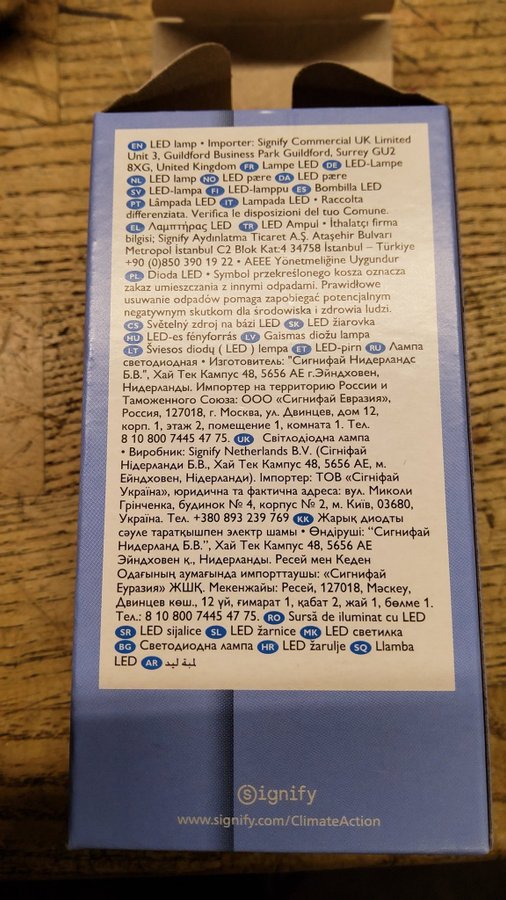 EN LED lamp • Importer: Signify Commercial UK Limited
Unit 3, Guildford Business Park Guildford, Surrey GU2
8XG, United Kingdom FR Lampe LED DE LED-Lampe
NL LED lamp NO LED pære DA LED pære
SV LED-lampa FI LED-lamppu ES Bombilla LED
PT Lâmpada LED IT Lampada LED • Raccolta
differenziata. Verifica le disposizioni del tuo Comune.
EL Λαμπτήρας LED TR LED Ampul • İthalatçı firma
bilgisi; Signify Aydınlatma Ticaret A.Ş. Ataşehir Bulvarı
Metropol İstanbul C2 Blok Kat:4 34758 İstanbul – Türkiye
+90 (0)850 390 19 22 • AEEE Yönetmeliğine Uygundur
PL Dioda LED • Symbol przekreślonego kosza oznacza
zakaz umieszczania z innymi odpadami. Prawidłowe
usuwanie odpadów pomaga zapobiegać potencjalnym
negatywnym skutkom dla środowiska i zdrowia ludzi.
CS Světelný zdroj na bázi LED SK LED žiarovka
HU LED-es fényforrás LV Gaismas diožu lampa
LT Šviesos diodų ( LED ) lempa ET LED-pirn RU Лампа
светодиодная • Изготовитель: "Сигнифай Нидерландс
Б.В.", Хай Тек Кампус 48, 5656 АЕ г.Эйндховен,
Нидерланды. Импортер на территорию России и
Таможенного Союза: ООО «Сигнифай Евразия»,
Россия, 127018, г. Москва, ул. Двинцев, дом 12,
корп. 1, этаж 2, помещение 1, комната 1. Тел.
8 10 800 7445 47 75. UK Світлодіодна лампа
• Виробник: Signify Netherlands B.V. (Сігніфай
Нідерланди Б.В., Хай Тек Кампус 48, 5656 АЕ, м.
Ейндховен, Нідерланди). Імпортер: ТОВ «Сігніфай
Україна», юридична та фактична адреса: вул. Миколи
Грінченка, будинок № 4, корпус № 2, м. Київ, 03680,
Україна. Тел. +380 893 239 769 KK Жарық диодты
сәуле таратқышпен электр шамы • Өндіруші: “Сигнифай
Нидерланд Б.В.”, Хай Тек Кампус 48, 5656 АЕ
Эйндховен қ., Нидерланды. Ресей мен Кеден
Одағының аумағында импорттаушы: «Сигнифай
Еуразия» ЖШҚ. Мекенжайы: Ресей, 127018, Мәскеу,
Двинцев көш., 12 үй, ғимарат 1, қабат 2, жай 1, бөлме 1.
Тел.: 8 10 800 7445 47 75. RO Sursă de iluminat cu LED
SR LED sijalice SL LED žarnice MK LED светилка
BG Светодиодна лампа HR LED žarulje SQ Llamba
LED AR لمبة ليد
Signify
www.signify.com/ClimateAction